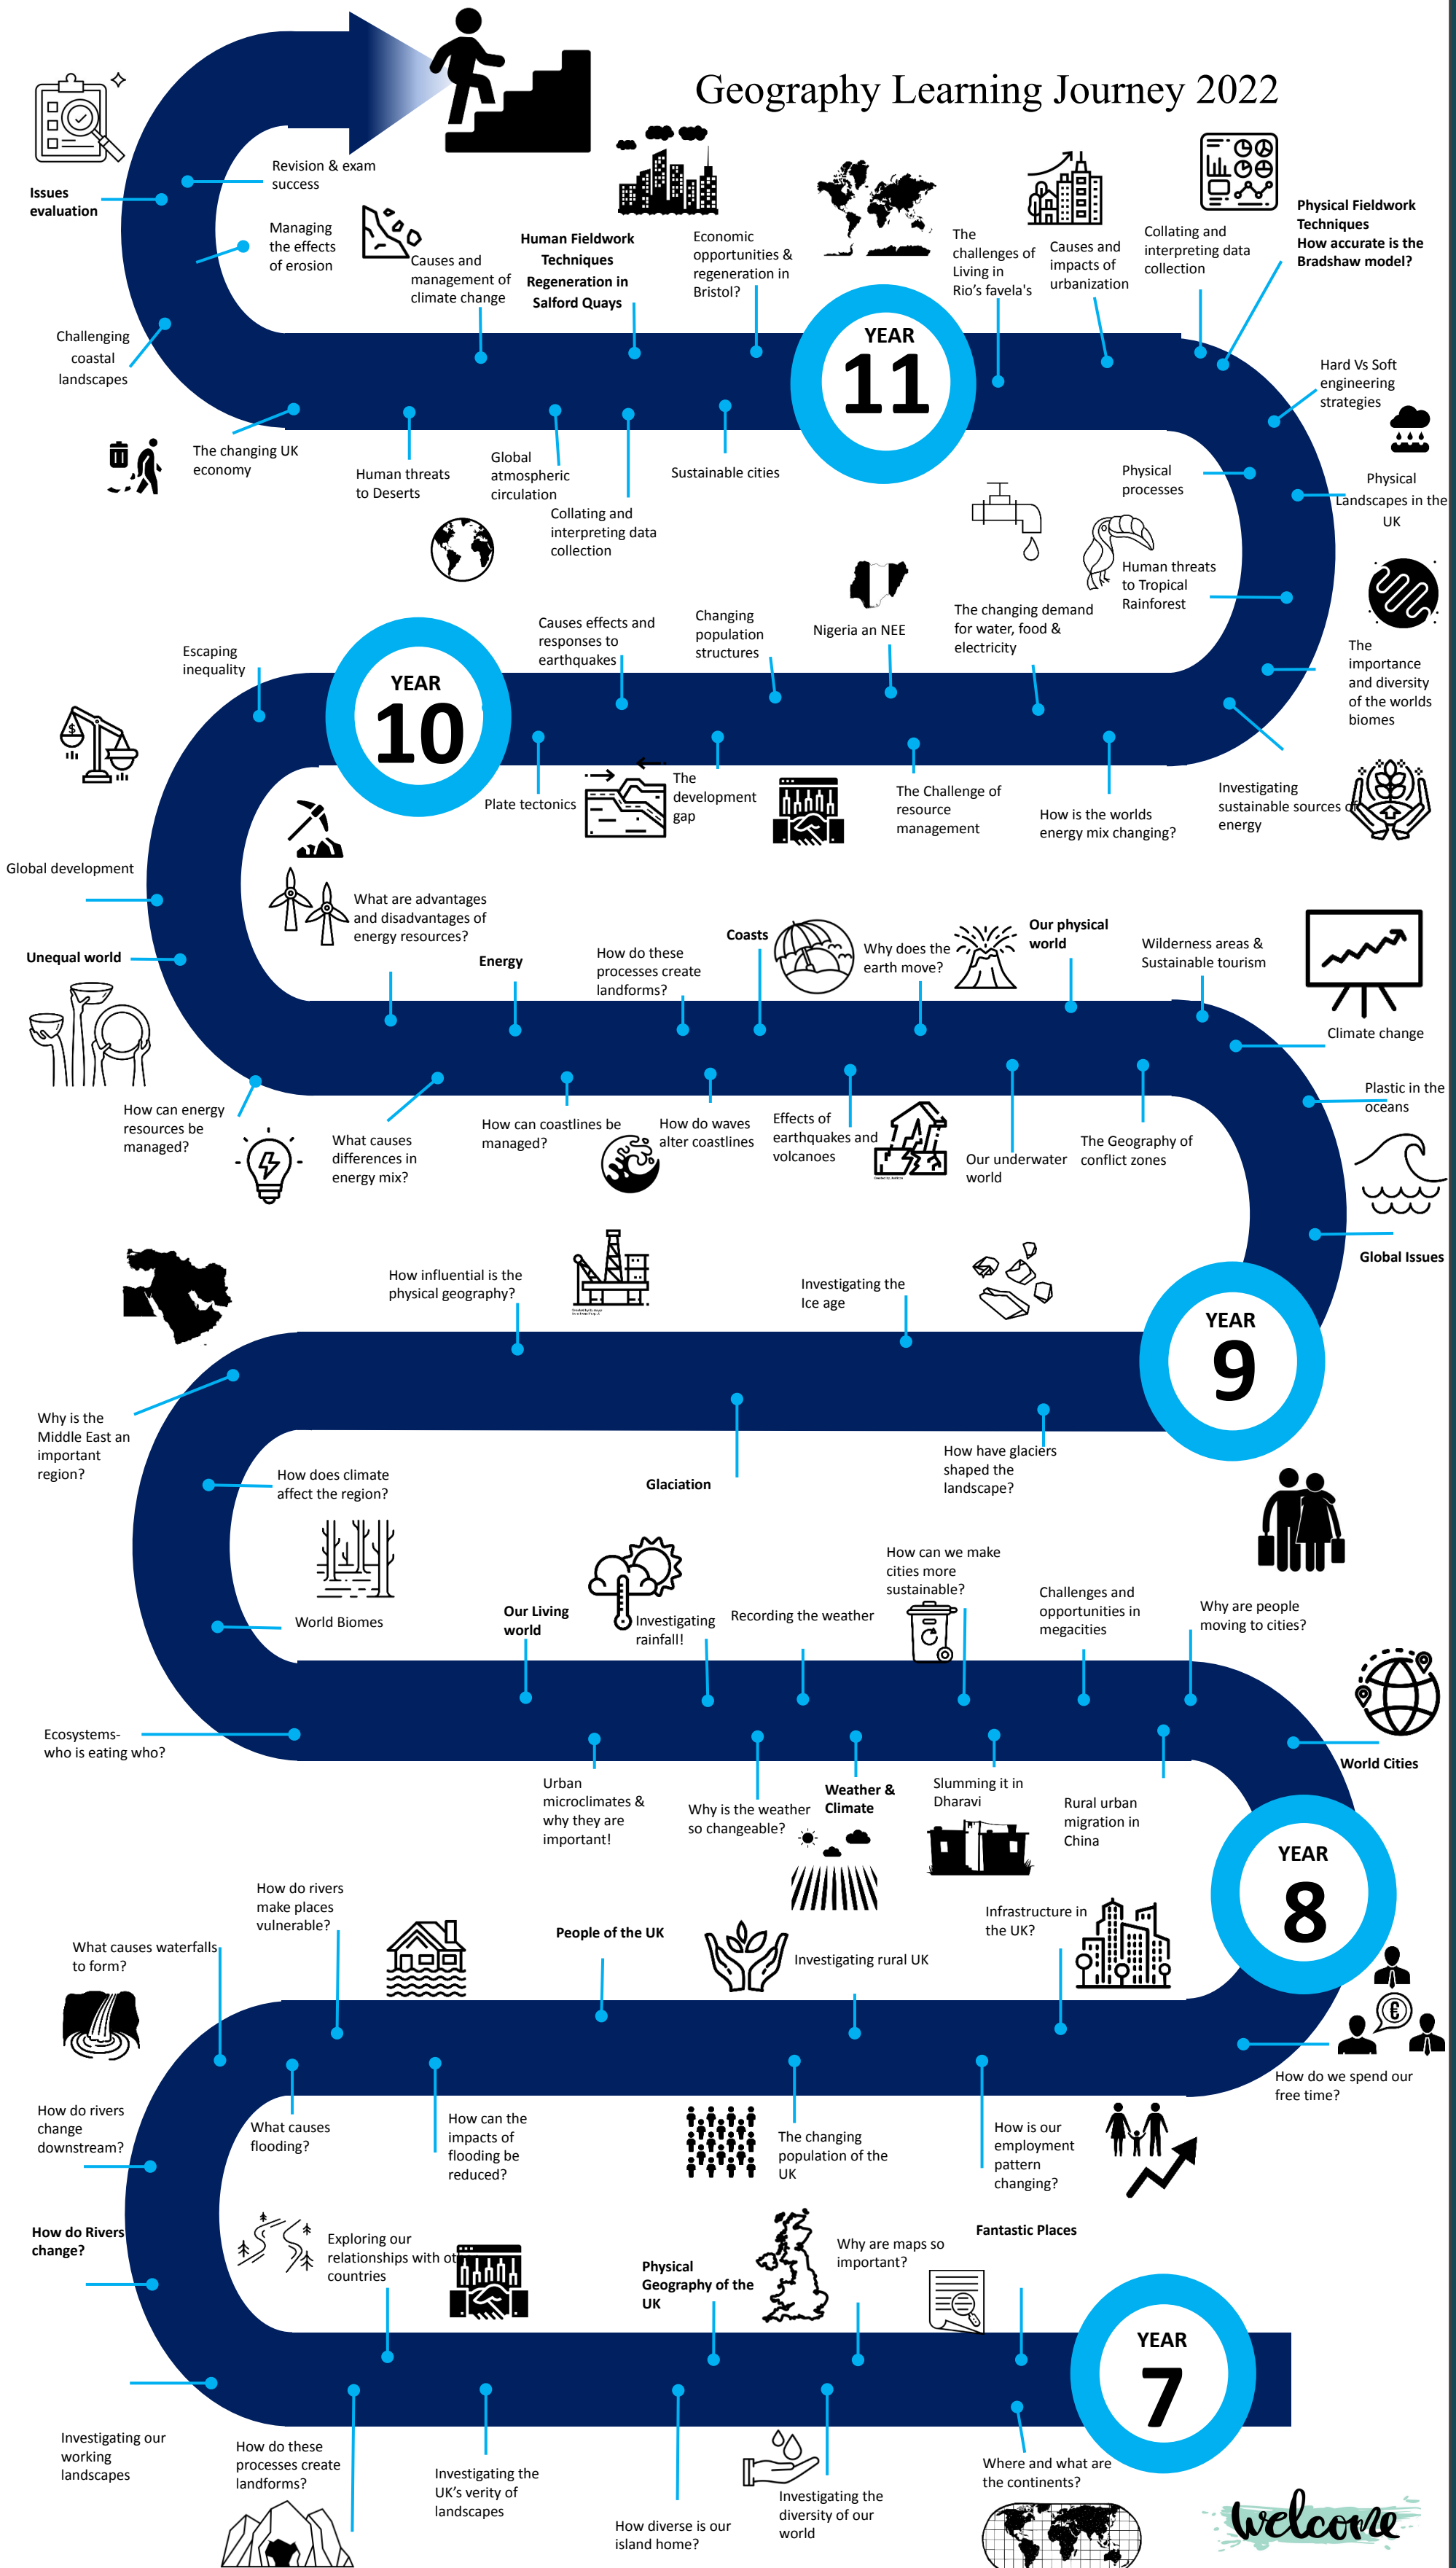 Geography Learning Journey 2022
Revision & exam
success
Issues
evaluation
Managing
the effects
of erosion
Causes and
management of
climate change
Human Fieldwork
Techniques
Regeneration in
Salford Quays
Economic
opportunities &
regeneration in
Bristol?
The
challenges of
Living in
Rio's favela's
Causes and
impacts of
urbanization
Collating and
interpreting data
collection
Physical Fieldwork
Techniques
How accurate is the
Bradshaw model?
Challenging
coastal
landscapes
YEAR
11
Hard Vs Soft
engineering
strategies
The changing UK
economy
Human threats
to Deserts
Global
atmospheric
circulation
Collating and
interpreting data
collection
Sustainable cities
Physical
processes
Physical
Landscapes in the
UK
Human threats
to Tropical
Rainforest
Escaping
inequality
Causes effects and
responses to
earthquakes
Changing
population
structures
Nigeria an NEE
The changing demand
for water, food &
electricity
The
importance
and diversity
of the worlds
biomes
YEAR
10
Plate tectonics
The
development
gap
The Challenge of
resource
management
How is the worlds
energy mix changing?
Investigating
sustainable sources of
energy
Global development
What are advantages
and disadvantages of
energy resources?
Unequal world
Energy
How do these
processes create
landforms?
Coasts
Why does the
earth move?
Our physical
world
Wilderness areas &
Sustainable tourism
Climate change
Plastic in the
oceans
How can energy
resources be
managed?
What causes
differences in
energy mix?
How can coastlines be
managed?
How do waves
alter coastlines
Effects of
earthquakes and
volcanoes
Our underwater
world
The Geography of
conflict zones
Global Issues
How influential is the
physical geography?
Investigating the
Ice age
YEAR
9
Why is the
Middle East an
important
region?
How does climate
affect the region?
Glaciation
How have glaciers
shaped the
landscape?
World Biomes
Our Living
world
Investigating
rainfall!
Recording the weather
How can we make
cities more
sustainable?
Challenges and
opportunities in
megacities
Why are people
moving to cities?
Ecosystems-
who is eating who?
World Cities
Urban
microclimates &
why they are
important!
Why is the weather
so changeable?
Weather &
Climate
Slumming it in
Dharavi
Rural urban
migration in
China
YEAR
8
How do rivers
make places
vulnerable?
What causes waterfalls
to form?
People of the UK
Investigating rural UK
Infrastructure in
the UK?
How do we spend our
free time?
How do rivers
change
downstream?
What causes
flooding?
How can the
impacts of
flooding be
reduced?
The changing
population of the
UK
How is our
employment
pattern
changing?
How do Rivers
change?
Exploring our
relationships with ot
countries
Physical
Geography of the
UK
Why are maps so
important?
Fantastic Places
YEAR
7
Investigating our
working
landscapes
How do these
processes create
landforms?
Investigating the
UK's verity of
landscapes
How diverse is our
island home?
Investigating the
diversity of our
world
Where and what are
the continents?
welcome